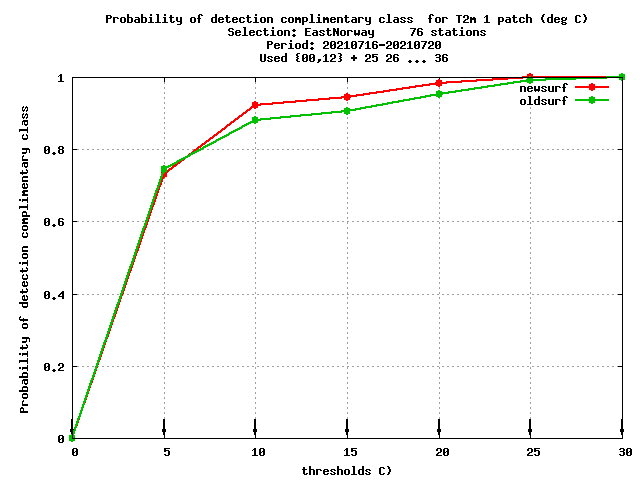 Probability of detection complimentary class  for T2m 1 patch (deg C)
Selection: EastNorway     76 stations
Period: 20210716-20210720
Used {00,12} + 25 26 ... 36
newsurf
oldsurf
1
0.8
0.6
0.4
0.2
0
Probability of detection complimentary class
0 5 10 15 20 25 30
thresholds C)